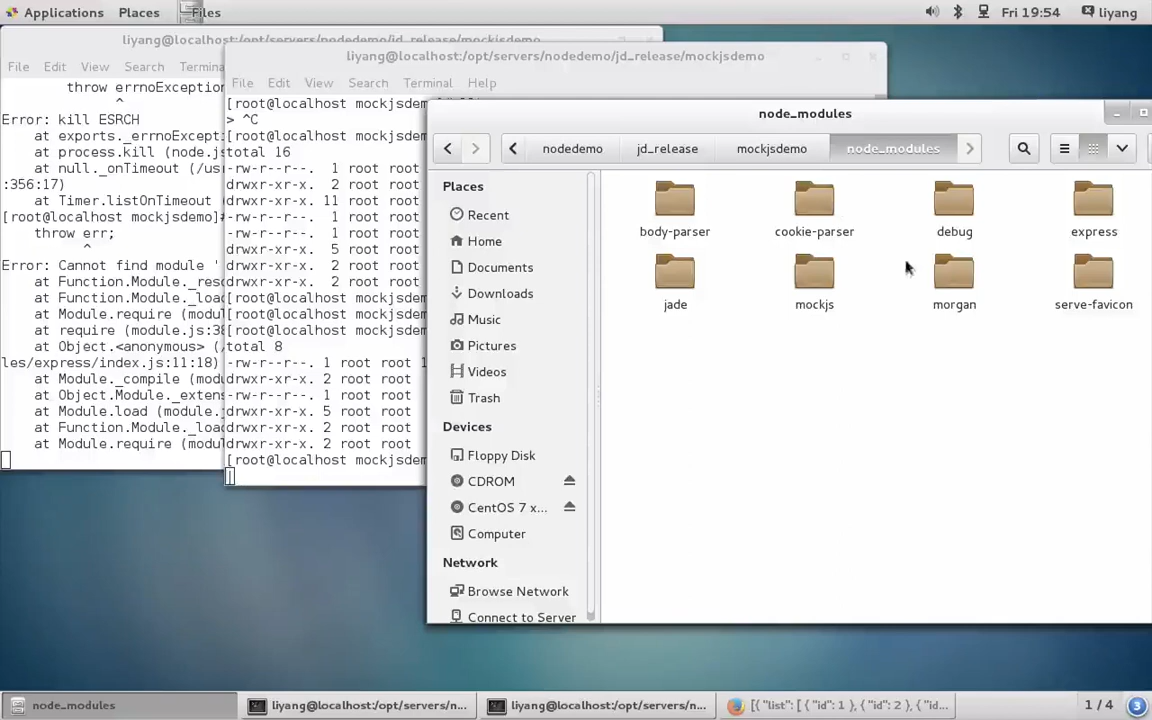 Applications Places Files Fri 19:54 liyang
liyang@localhost:/opt/servers/nodedemo/jd_release/mockjsdemo
File Edit View Search Termina
throw errnoException
^
Error: kill ESRCH
at exports._errnoExcepti
at process.kill (node.js
at null._onTimeout (/us
:356:17)
at Timer.listOnTimeout (
[root@localhost mockjsdemo]#
throw err;
^
Error: Cannot find module '
at Function.Module._reso
at Function.Module._loa
at Module.require (modul
at require (module.js:38
at Object.<anonymous> (/
les/express/index.js:11:18)
at Module._compile (modu
at Object.Module._extens
at Module.load (module.j
at Function.Module._loa
at Module.require (modul
liyang@localhost:/opt/servers/nodedemo/jd_release/mockjsdemo
File Edit View Search Terminal Help
[root@localhost mockjsdem
> ^C
[root@localhost mockjsdem
total 16
-rw-r--r--. 1 root root
drwxr-xr-x. 2 root root
drwxr-xr-x. 11 root root
-rw-r--r--. 1 root root
-rw-r--r--. 1 root root
drwxr-xr-x. 5 root root
drwxr-xr-x. 2 root root
drwxr-xr-x. 2 root root
[root@localhost mockjsdem
[root@localhost mockjsdem
total 8
-rw-r--r--. 1 root root 1
drwxr-xr-x. 2 root root
-rw-r--r--. 1 root root
drwxr-xr-x. 5 root root
drwxr-xr-x. 2 root root
drwxr-xr-x. 2 root root
[root@localhost mockjsdem
node_modules
nodedemo jd_release mockjsdemo node_modules
Places
Recent
Home
Documents
Downloads
Music
Pictures
Videos
Trash
Devices
Floppy Disk
CDROM
CentOS 7 x...
Computer
Network
Browse Network
Connect to Server
body-parser cookie-parser debug express
jade mockjs morgan serve-favicon
node_modules liyang@localhost:/opt/servers/n... liyang@localhost:/opt/servers/n... [{ "list": [ { "id": 1 }, { "id": 2 }, { "id... 1 / 4 3